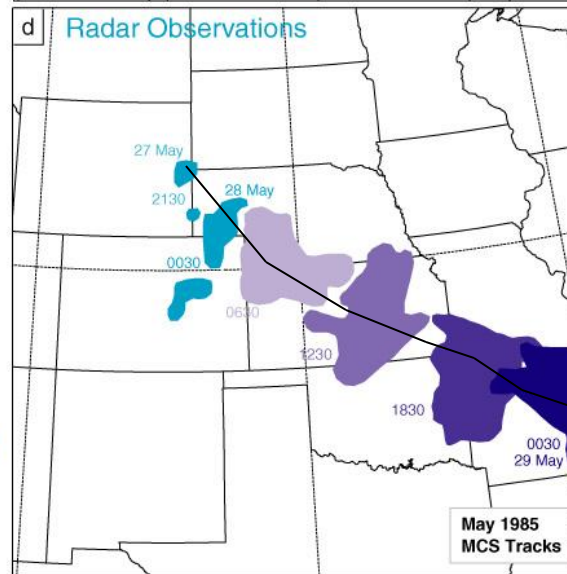 d
Radar Observations
27 May
2130
28 May
0030
0630
1230
1830
0030
29 May
May 1985
MCS Tracks